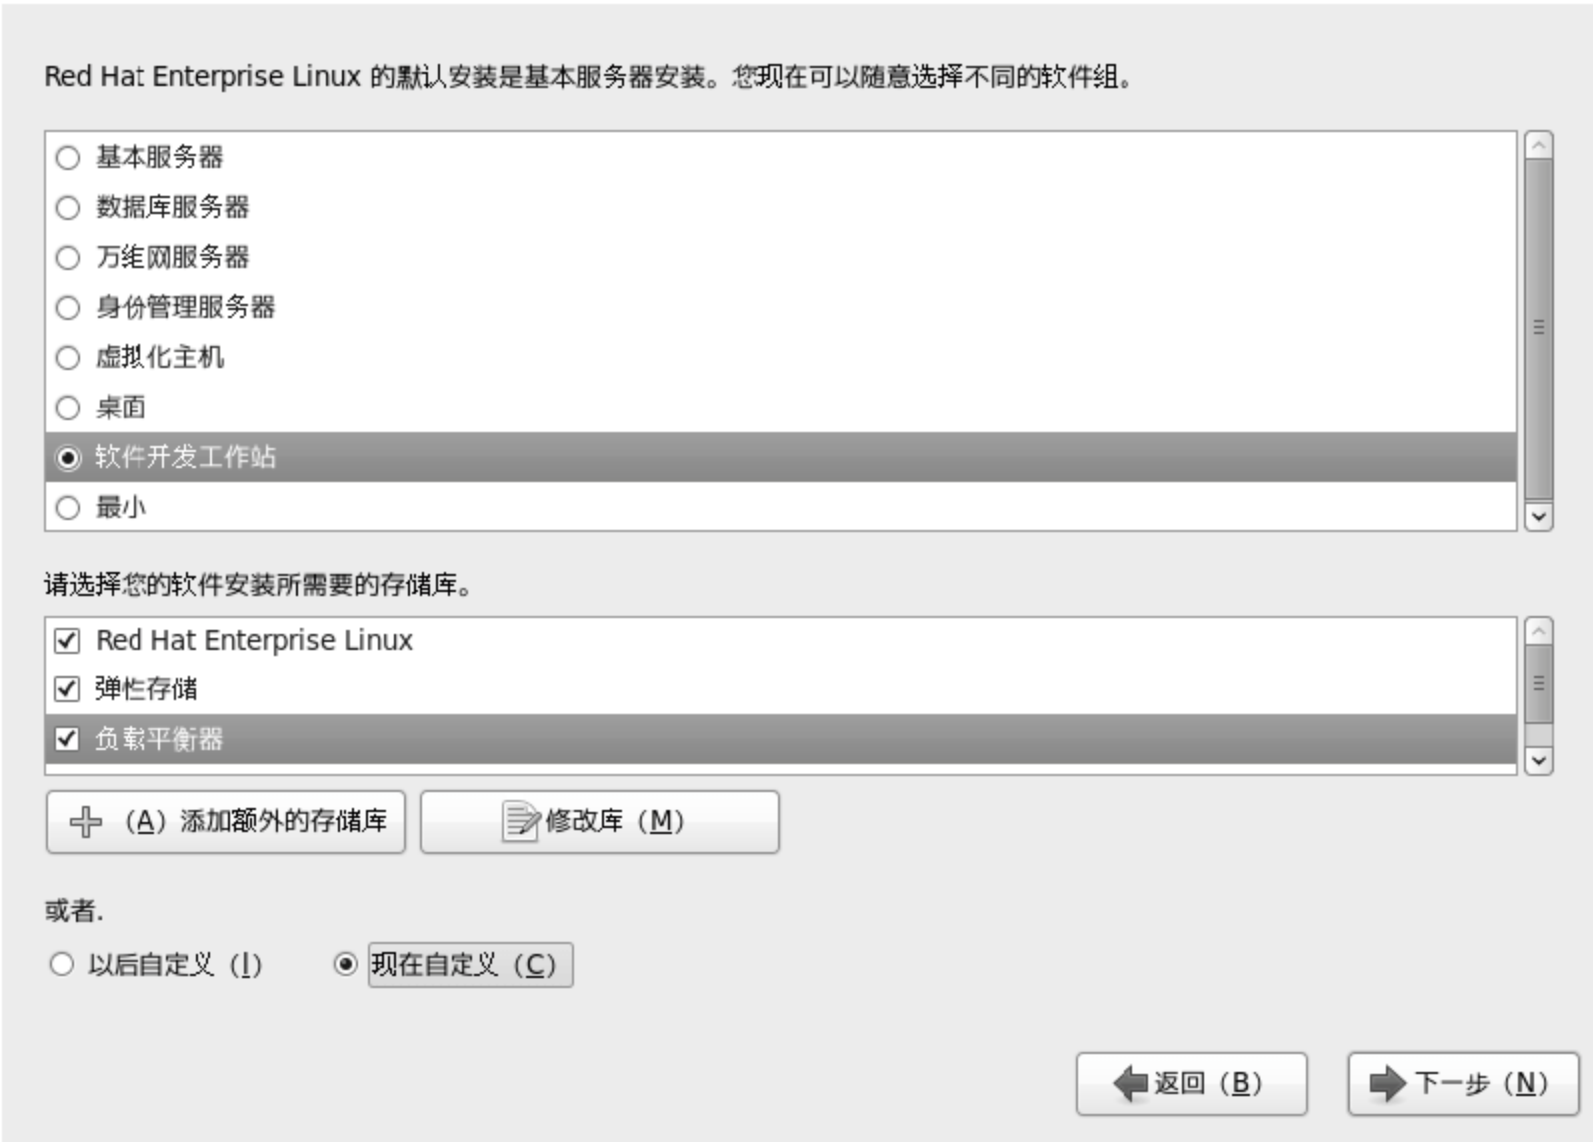 Red Hat Enterprise Linux 的默认安装是基本服务器安装。您现在可以随意选择不同的软件组。
基本服务器
数据库服务器
万维网服务器
身份管理服务器
虚拟化主机
桌面
软件开发工作站
最小
请选择您的软件安装所需要的存储库。
Red Hat Enterprise Linux
弹性存储
负载平衡器
(A) 添加额外的存储库 修改库 (M)
或者.
以后自定义 (l) 现在自定义 (C)
返回 (B) 下一步 (N)